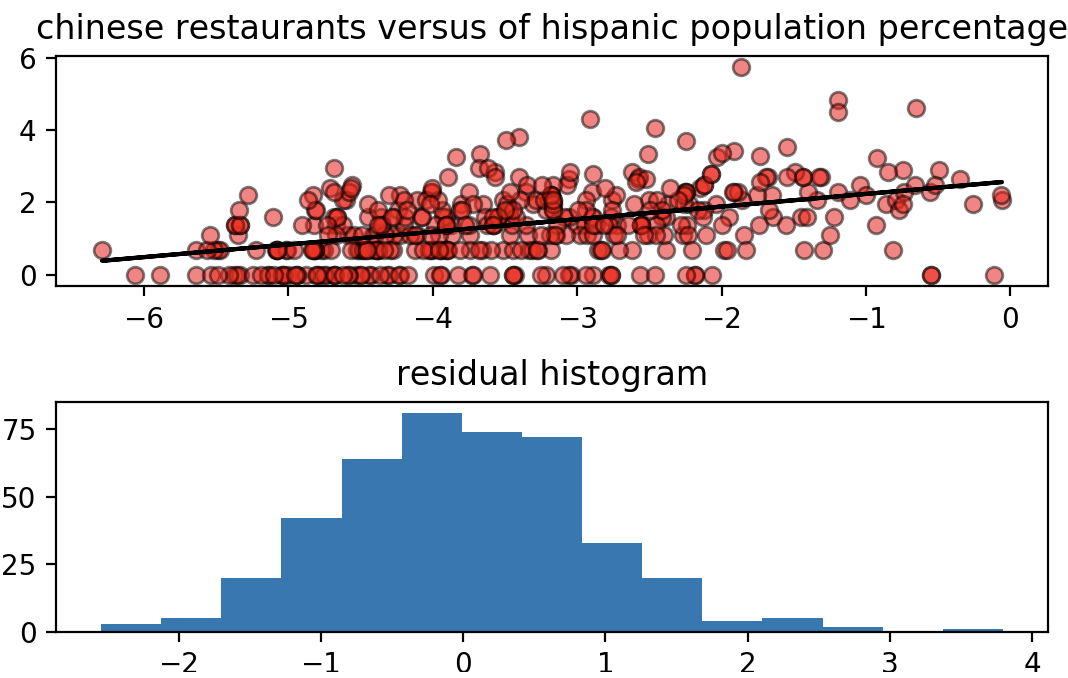 chinese restaurants versus of hispanic population percentage
6
4
2
0
−6 −5 −4 −3 −2 −1 0
residual histogram
75
50
25
0
−2 −1 0 1 2 3 4